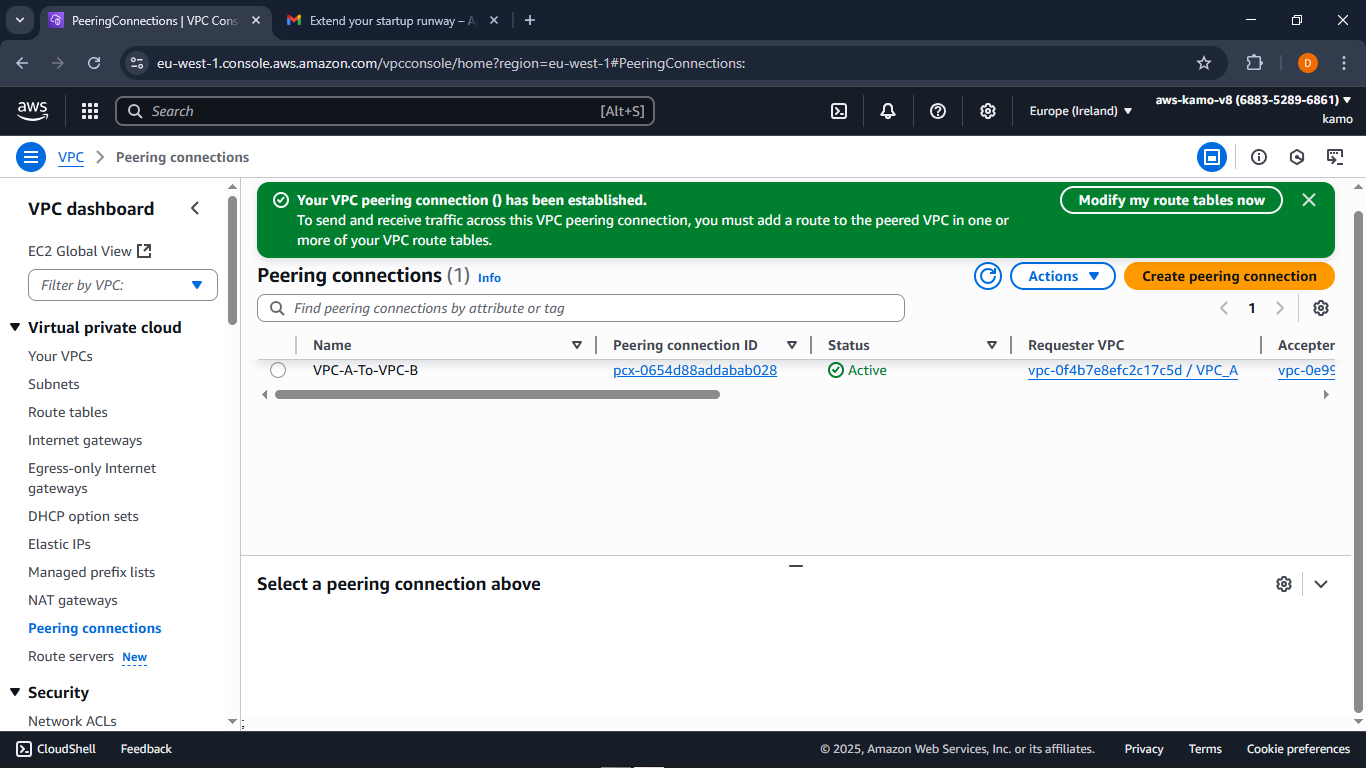 PeeringConnections | VPC Cons
Extend your startup runway – A
eu-west-1.console.aws.amazon.com/vpcconsole/home?region=eu-west-1#PeeringConnections:
D
aws
Search
[Alt+S]
Europe (Ireland)
aws-kamo-v8 (6883-5289-6861)
kamo
VPC
Peering connections
VPC dashboard
EC2 Global View
Filter by VPC:
Virtual private cloud
Your VPCs
Subnets
Route tables
Internet gateways
Egress-only Internet
gateways
DHCP option sets
Elastic IPs
Managed prefix lists
NAT gateways
Peering connections
Route servers New
Security
Network ACLs
Your VPC peering connection () has been established.
To send and receive traffic across this VPC peering connection, you must add a route to the peered VPC in one or
more of your VPC route tables.
Modify my route tables now
Peering connections (1) Info
Actions
Create peering connection
Find peering connections by attribute or tag
1
Name Peering connection ID Status Requester VPC Accepter
VPC-A-To-VPC-B pcx-0654d88addabab028 Active vpc-0f4b7e8efc2c17c5d / VPC_A vpc-0e99
Select a peering connection above
;
CloudShell Feedback © 2025, Amazon Web Services, Inc. or its affiliates. Privacy Terms Cookie preferences